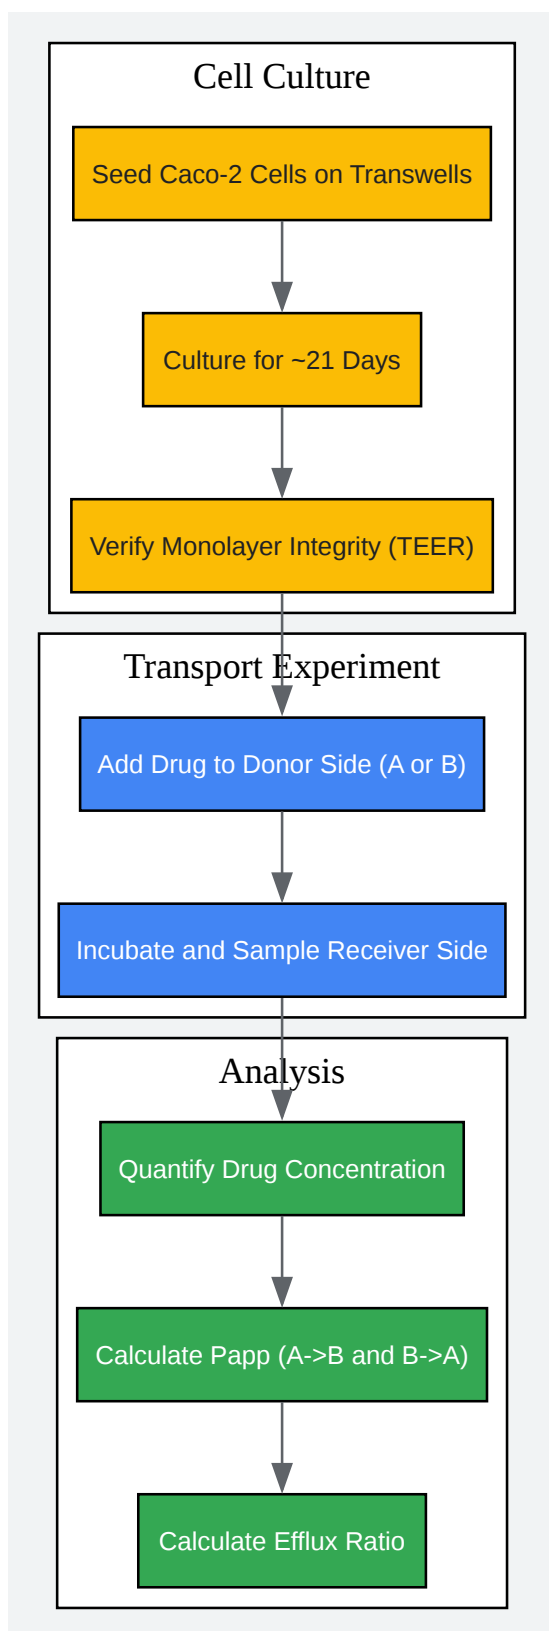 Cell Culture
Seed Caco-2 Cells on Transwells
Culture for ~21 Days
Verify Monolayer Integrity (TEER)
Transport Experiment
Add Drug to Donor Side (A or B)
Incubate and Sample Receiver Side
Analysis
Quantify Drug Concentration
Calculate Papp (A->B and B->A)
Calculate Efflux Ratio